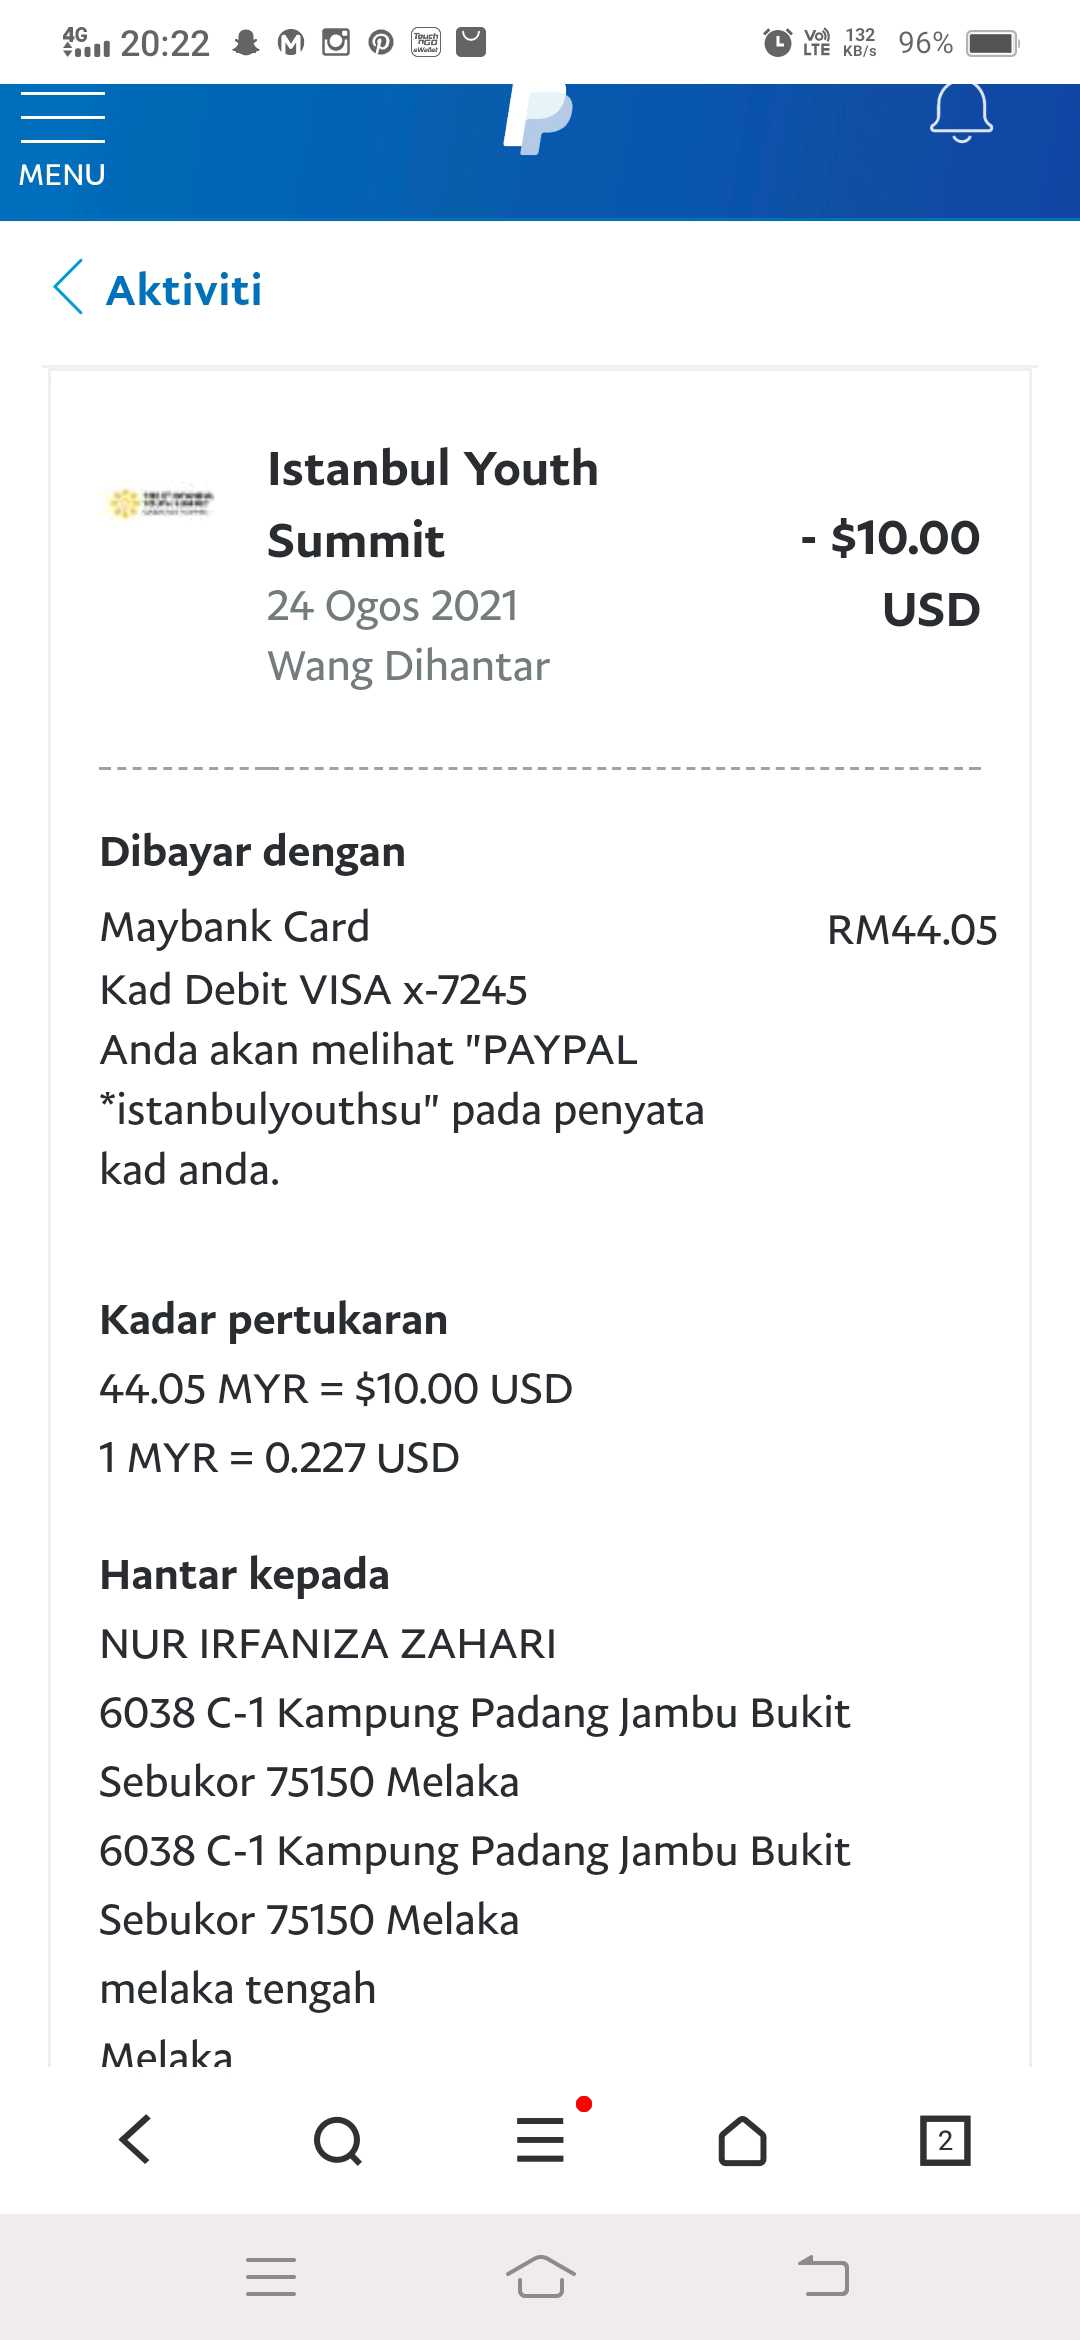 4G 20:22 Touch 'n GO eWallet Vo)) LTE 132 KB/s 96%
MENU
Aktiviti
Istanbul Youth
Summit
- $10.00
USD
24 Ogos 2021
Wang Dihantar
Dibayar dengan
Maybank Card RM44.05
Kad Debit VISA x-7245
Anda akan melihat "PAYPAL
*istanbulyouthsu" pada penyata
kad anda.
Kadar pertukaran
44.05 MYR = $10.00 USD
1 MYR = 0.227 USD
Hantar kepada
NUR IRFANIZA ZAHARI
6038 C-1 Kampung Padang Jambu Bukit
Sebukor 75150 Melaka
6038 C-1 Kampung Padang Jambu Bukit
Sebukor 75150 Melaka
melaka tengah
Melaka
2